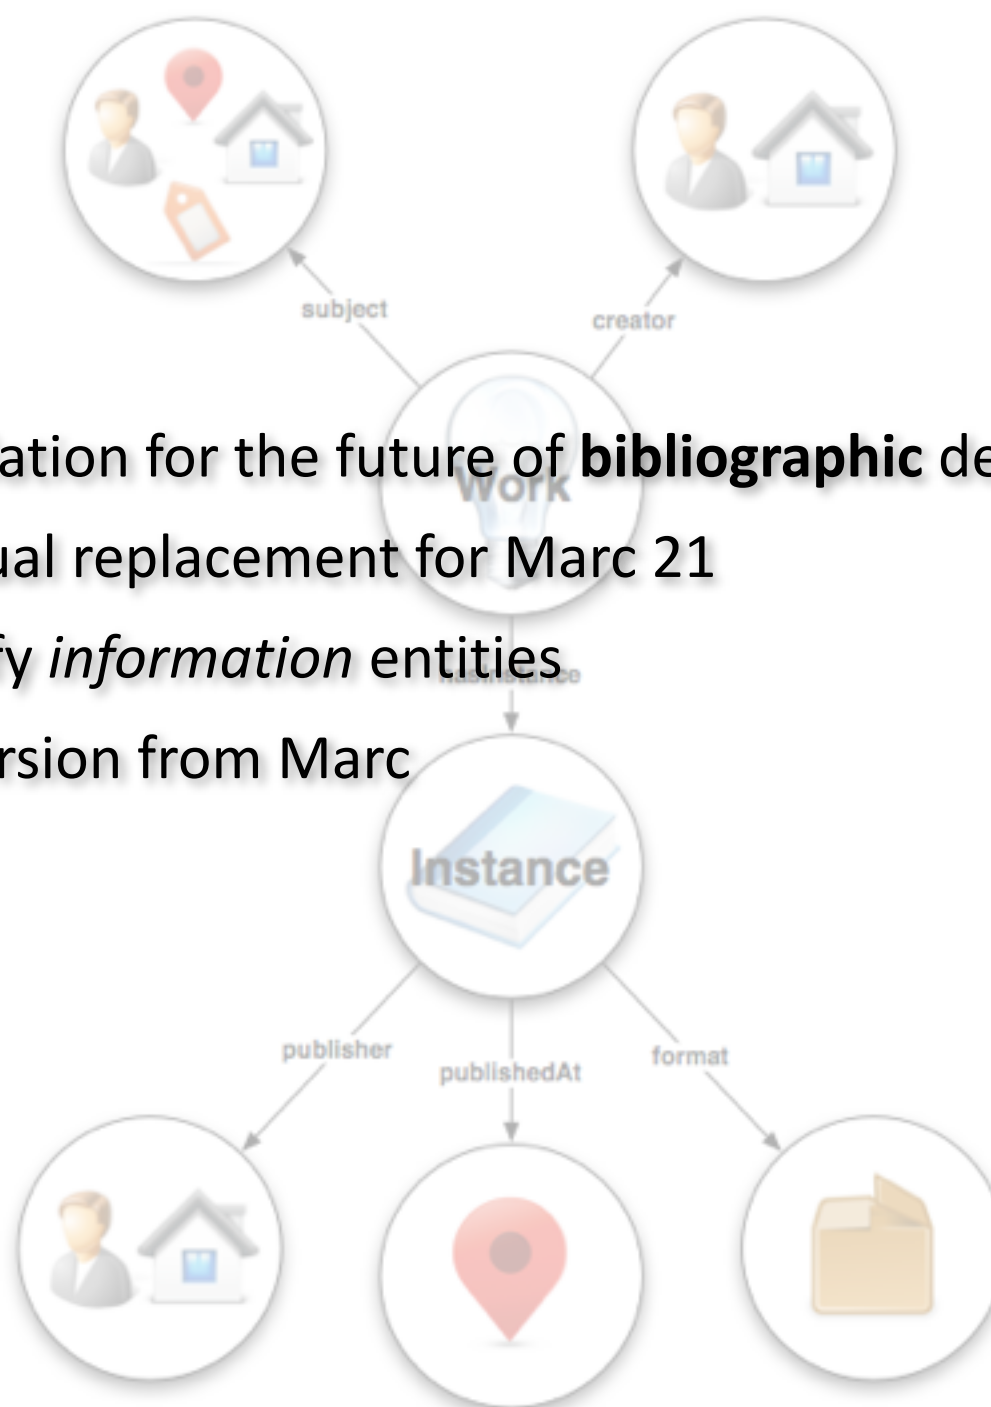 subject
creator
ation for the future of bibliographic de
Work
ual replacement for Marc 21
fy information entities
hasInstance
rsion from Marc
Instance
publisher
publishedAt
format